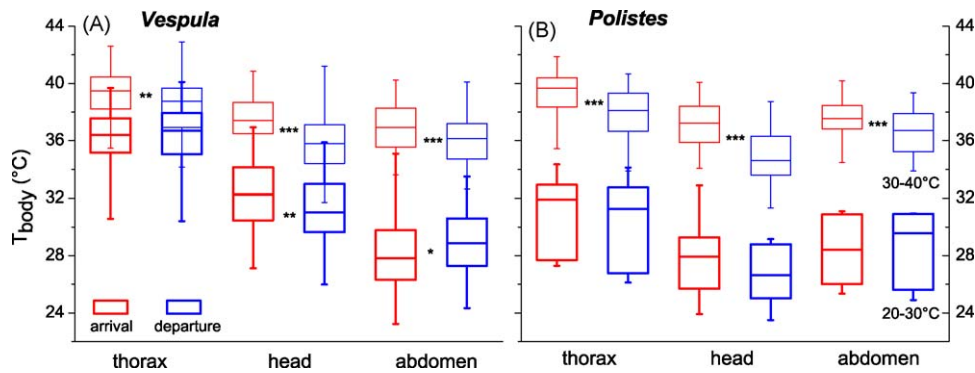 44
(A)
Vespula
(B)
Polistes
44
40
40
**
***
***
***
***
***
36
36
32
32
30-40°C
**
*
28
28
20-30°C
24
24
arrival
departure
T body (°C)
thorax
head
abdomen
thorax
head
abdomen